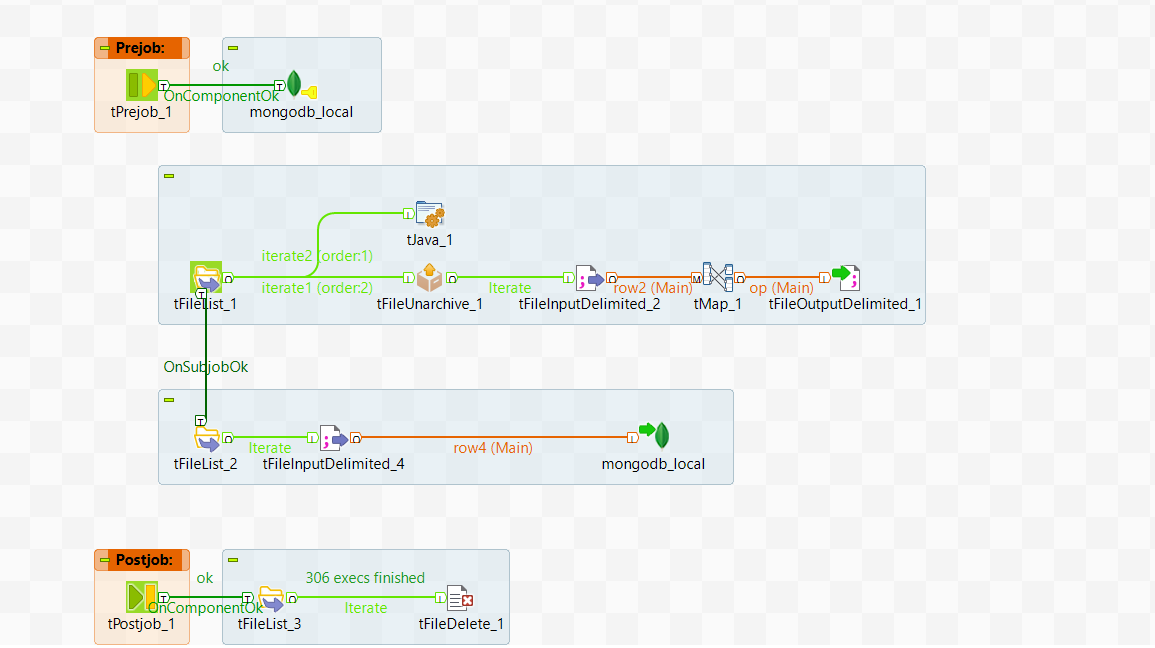 Prejob:
ok
OnComponentOk
tPrejob_1
mongodb_local
tJava_1
iterate2 (order:1)
iterate1 (order:2)
Iterate
row2 (Main)
op (Main)
tFileList_1
tFileUnarchive_1
tFileInputDelimited_2
tMap_1
tFileOutputDelimited_1
OnSubjobOk
Iterate
row4 (Main)
tFileList_2
tFileInputDelimited_4
mongodb_local
Postjob:
ok
306 execs finished
OnComponentOk
Iterate
tPostjob_1
tFileList_3
tFileDelete_1